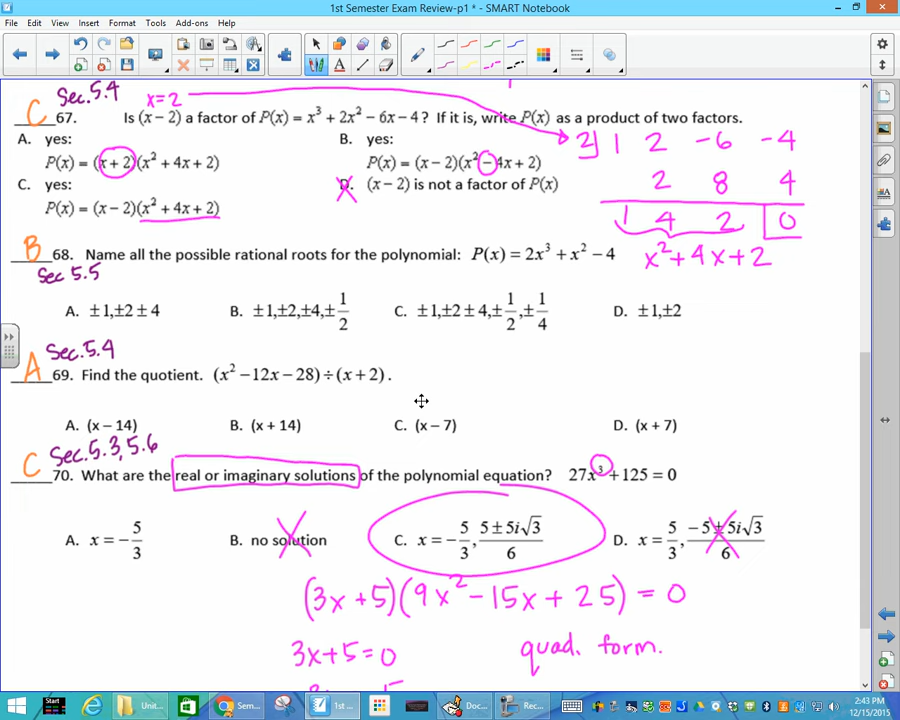 1st Semester Exam Review-p1 * - SMART Notebook
File Edit View Insert Format Tools Add-ons Help
Sec. 5.4
x=2
C 67. Is (x − 2) a factor of P(x) = x³ + 2x² − 6x − 4? If it is, write P(x) as a product of two factors.
A. yes: B. yes:
P(x) = (x + 2)(x² + 4x + 2) P(x) = (x − 2)(x² − 4x + 2)
C. yes: D. (x − 2) is not a factor of P(x)
P(x) = (x − 2)(x² + 4x + 2)
2 1 2 -6 -4
2 8 4
1 4 2 0
x² + 4x + 2
B 68. Name all the possible rational roots for the polynomial: P(x) = 2x³ + x² − 4
Sec 5.5
A. ±1,±2 ±4 B. ±1,±2,±4,±1/2 C. ±1,±2 ±4,±1/2,±1/4 D. ±1,±2
Sec. 5.4
A 69. Find the quotient. (x² −12x − 28) ÷ (x + 2).
A. (x − 14) B. (x + 14) C. (x − 7) D. (x + 7)
Sec. 5.3, 5.6
C 70. What are the real or imaginary solutions of the polynomial equation? 27x³ + 125 = 0
A. x = −5/3 B. no solution C. x = −5/3, (5 ± 5i√3)/6 D. x = 5/3, (−5 ± 5i√3)/6
(3x + 5)(9x² − 15x + 25) = 0
3x + 5 = 0 quad. form.
Start
Unit...
Sem...
1st ...
Doc...
Rec...
2:43 PM
12/15/2015